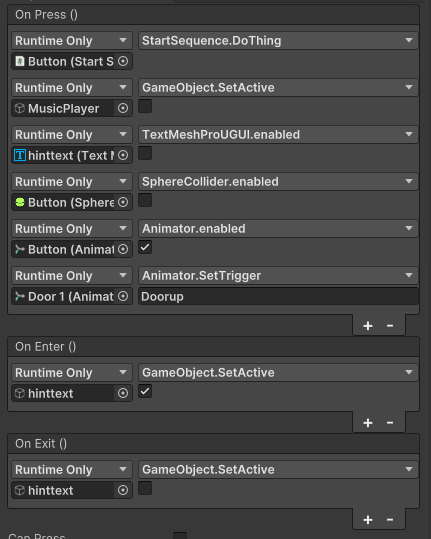 On Press ()
Runtime Only StartSequence.DoThing
Button (Start S
Runtime Only GameObject.SetActive
MusicPlayer
Runtime Only TextMeshProUGUI.enabled
hinttext (Text M
Runtime Only SphereCollider.enabled
Button (Sphere
Runtime Only Animator.enabled
Button (Animat
Runtime Only Animator.SetTrigger
Door 1 (Animat Doorup
+ -
On Enter ()
Runtime Only GameObject.SetActive
hinttext
+ -
On Exit ()
Runtime Only GameObject.SetActive
hinttext
+ -
Can Press